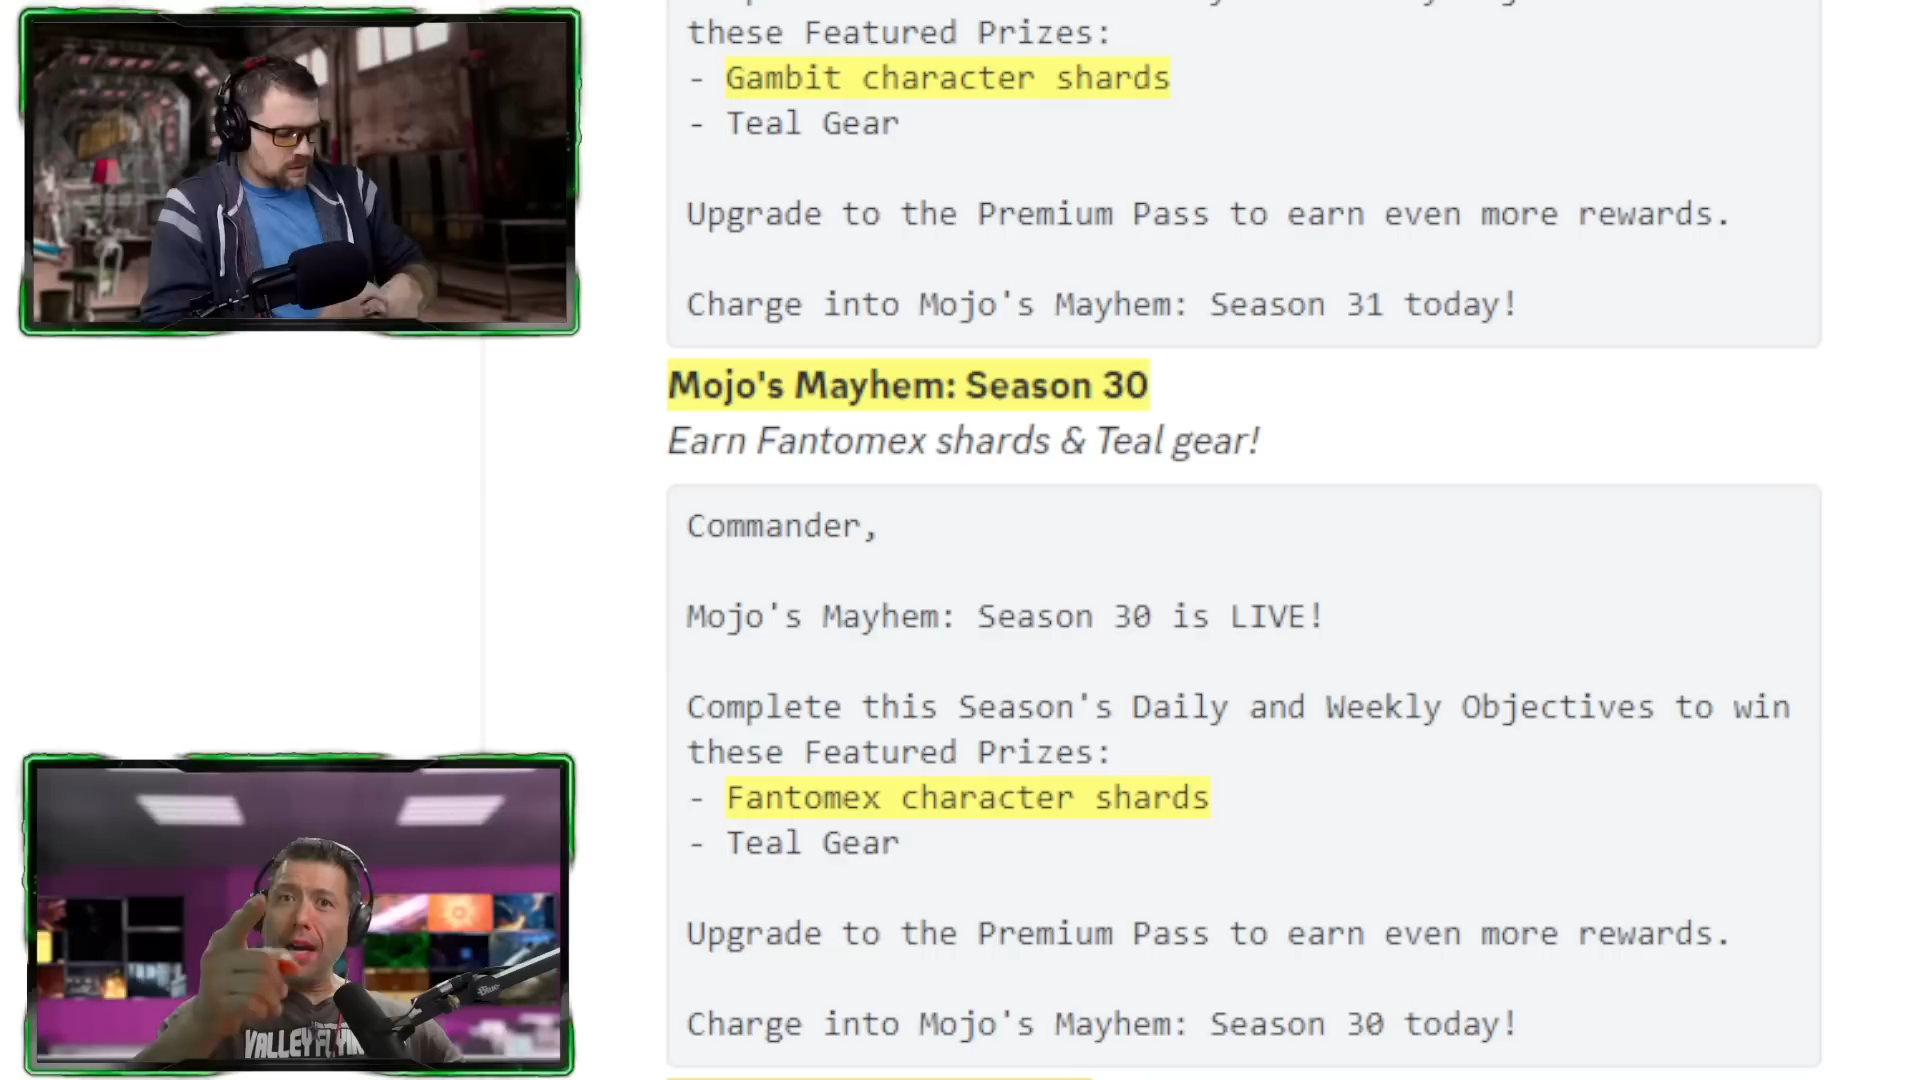 these Featured Prizes:
- Gambit character shards
- Teal Gear
Upgrade to the Premium Pass to earn even more rewards.
Charge into Mojo's Mayhem: Season 31 today!
Mojo's Mayhem: Season 30
Earn Fantomex shards & Teal gear!
Commander,
Mojo's Mayhem: Season 30 is LIVE!
Complete this Season's Daily and Weekly Objectives to win
these Featured Prizes:
- Fantomex character shards
- Teal Gear
Upgrade to the Premium Pass to earn even more rewards.
Charge into Mojo's Mayhem: Season 30 today!
Blue
VALLEY